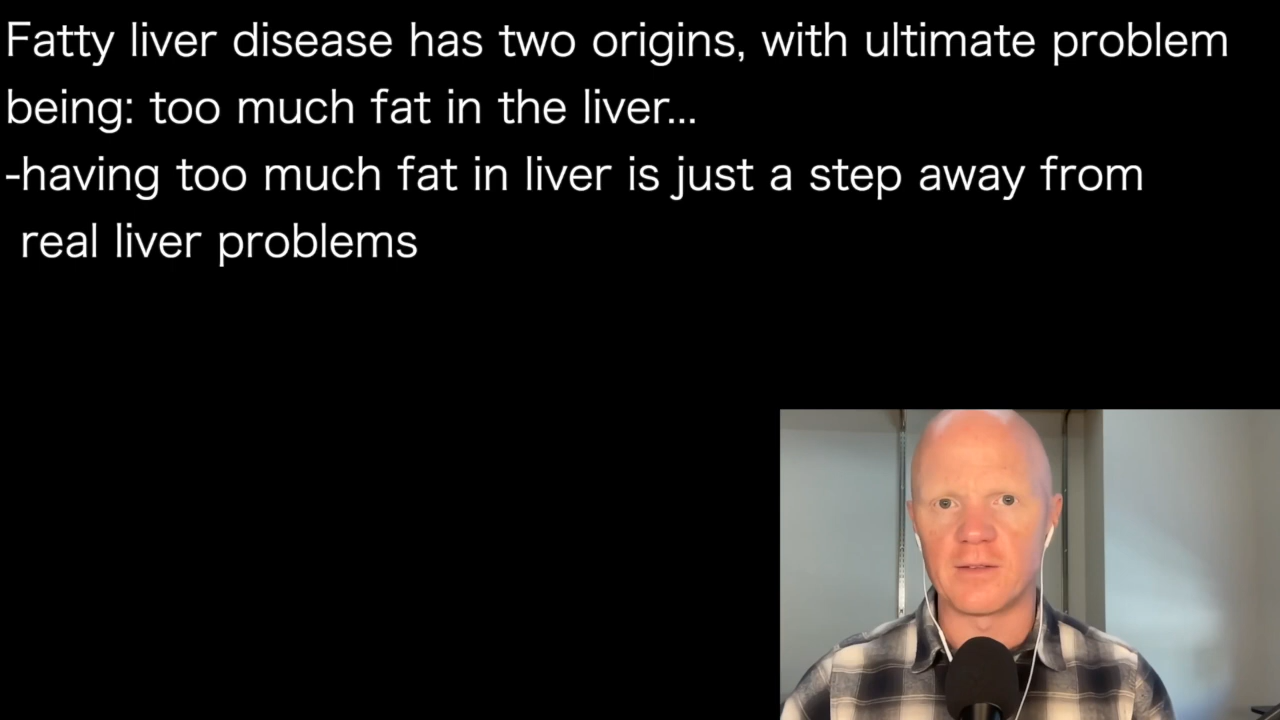 Fatty liver disease has two origins, with ultimate problem
being: too much fat in the liver...
-having too much fat in liver is just a step away from
real liver problems